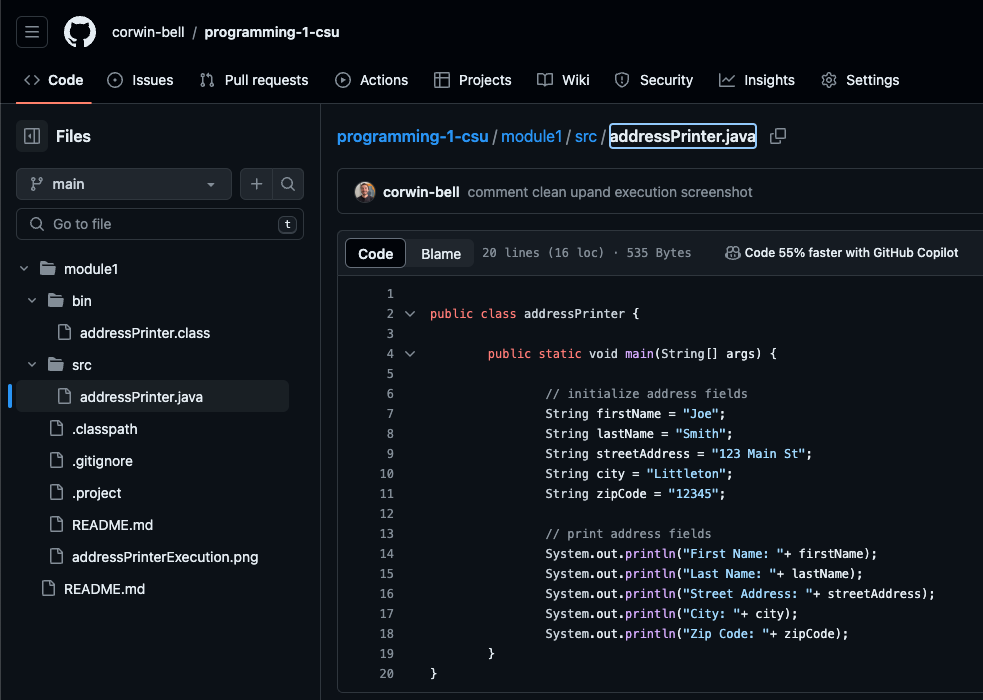 corwin-bell / programming-1-csu
Code Issues Pull requests Actions Projects Wiki Security Insights Settings
Files
main
Go to file t
module1
bin
addressPrinter.class
src
addressPrinter.java
.classpath
.gitignore
.project
README.md
addressPrinterExecution.png
README.md
programming-1-csu / module1 / src / addressPrinter.java
corwin-bell comment clean upand execution screenshot
Code Blame 20 lines (16 loc) · 535 Bytes Code 55% faster with GitHub Copilot
1
2 public class addressPrinter {
3
4 public static void main(String[] args) {
5
6 // initialize address fields
7 String firstName = "Joe";
8 String lastName = "Smith";
9 String streetAddress = "123 Main St";
10 String city = "Littleton";
11 String zipCode = "12345";
12
13 // print address fields
14 System.out.println("First Name: "+ firstName);
15 System.out.println("Last Name: "+ lastName);
16 System.out.println("Street Address: "+ streetAddress);
17 System.out.println("City: "+ city);
18 System.out.println("Zip Code: "+ zipCode);
19 }
20 }